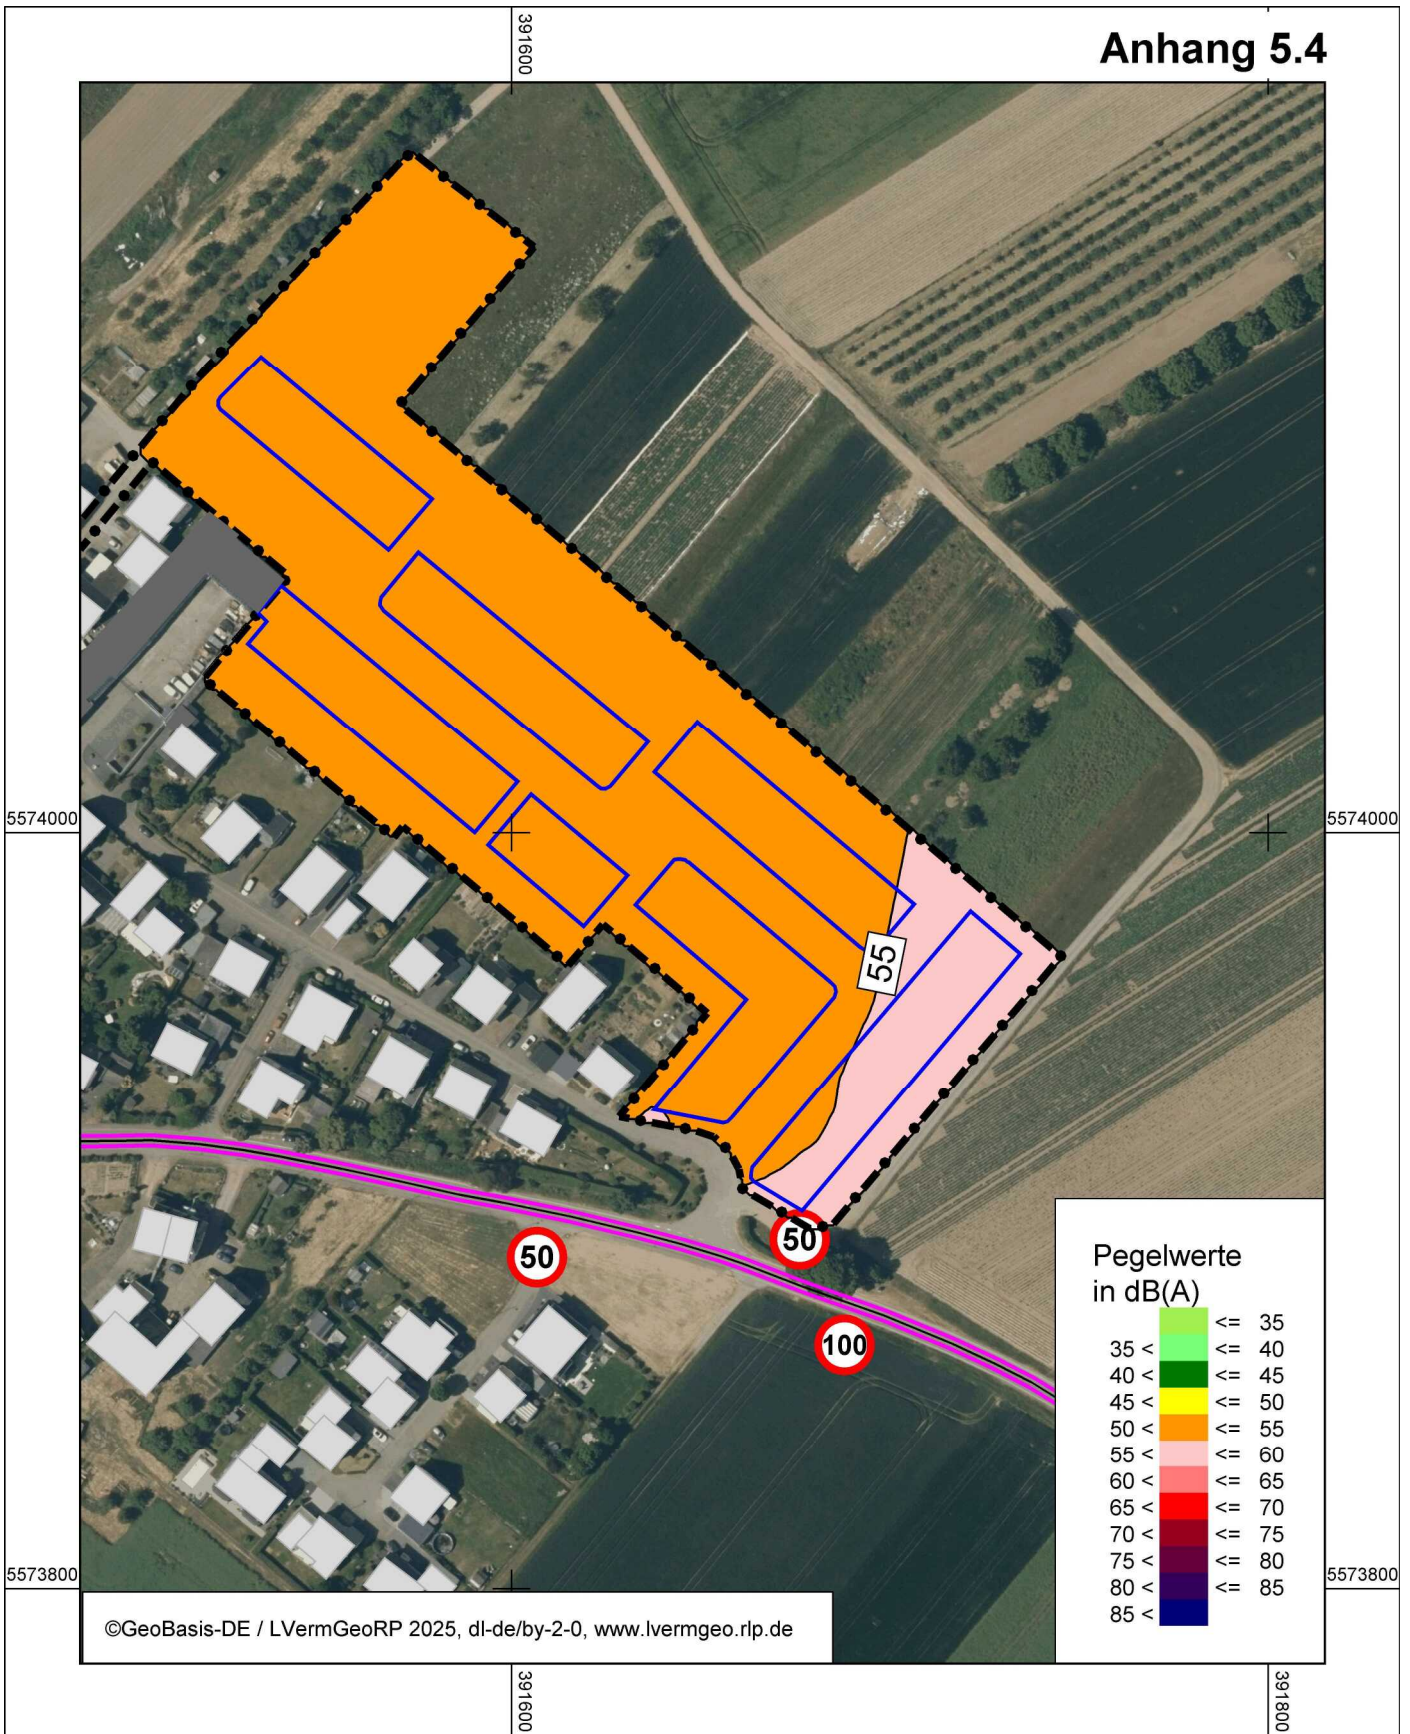 391600
Anhang 5.4
5574000
5574000
55
50
50
100
Pegelwerte
in dB(A)
<= 35
35 < <= 40
40 < <= 45
45 < <= 50
50 < <= 55
55 < <= 60
60 < <= 65
65 < <= 70
70 < <= 75
75 < <= 80
80 < <= 85
85 <
5573800
5573800
©GeoBasis-DE / LVermGeoRP 2025, dl-de/by-2-0, www.lvermgeo.rlp.de
391600
391800